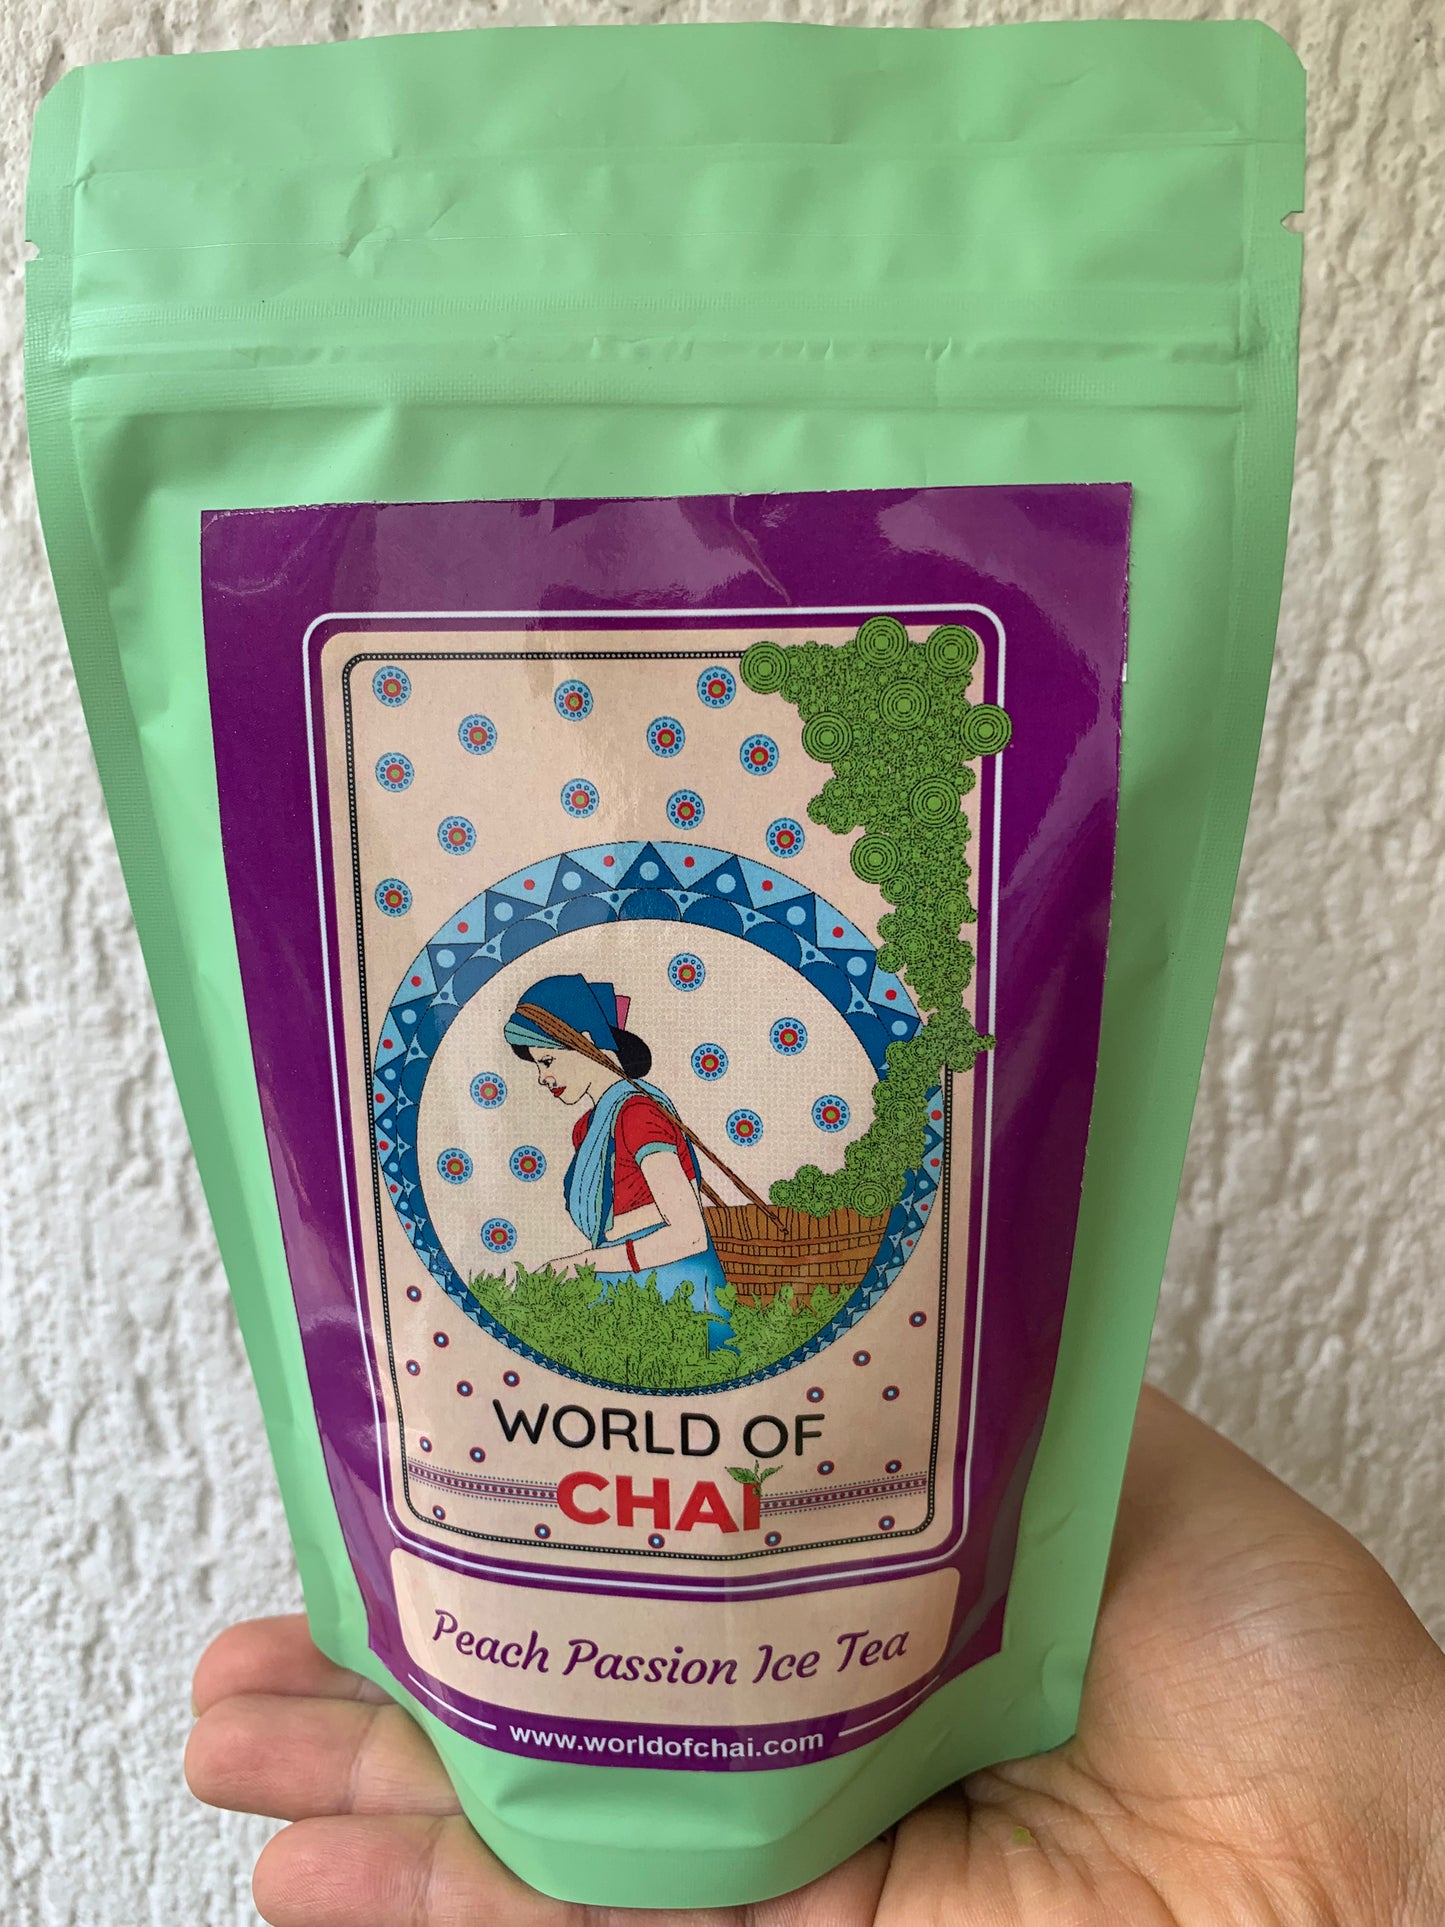 WORLD OF
CHAI
Peach Passion Ice Tea
www.worldofchai.com